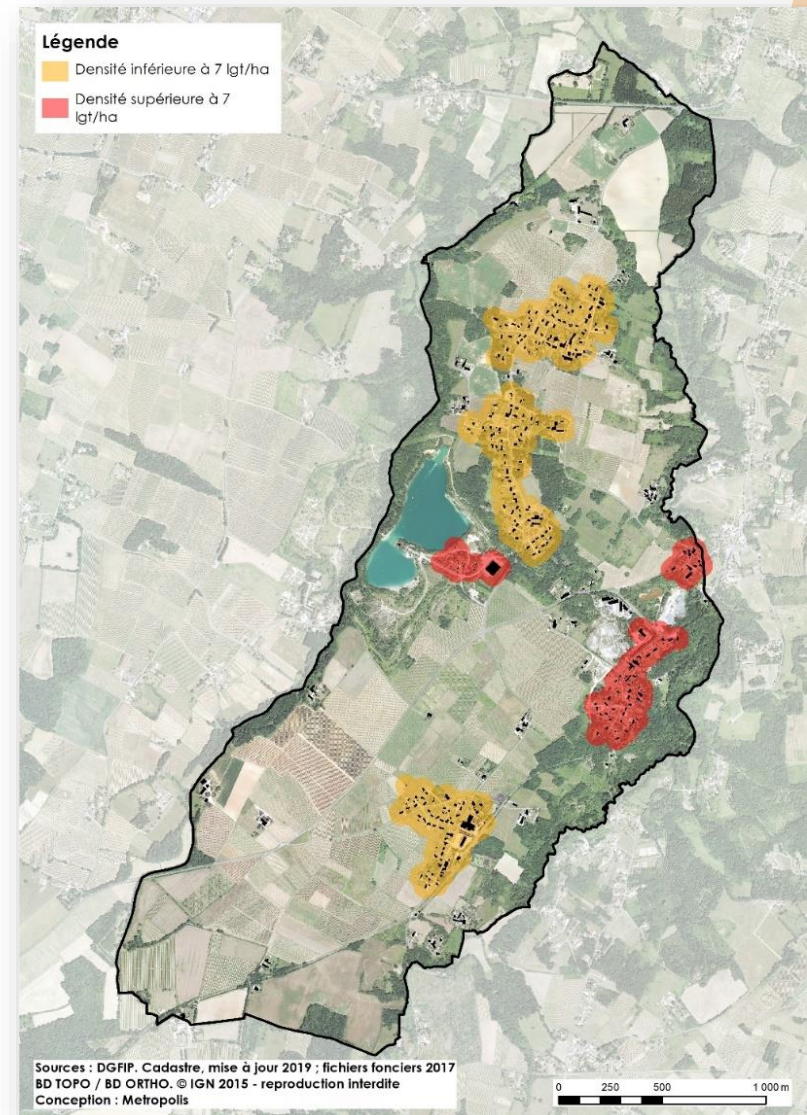 Légende
Densité inférieure à 7 lgt/ha
Densité supérieure à 7
lgt/ha
Sources : DGFIP. Cadastre, mise à jour 2019 ; fichiers fonciers 2017
BD TOPO / BD ORTHO. © IGN 2015 - reproduction interdite
Conception : Metropolis
0 250 500 1 000 m